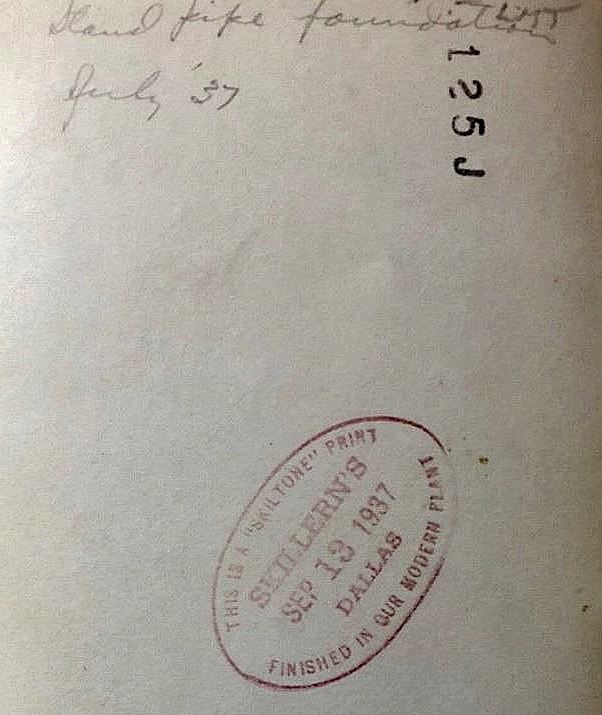 Stand pipe foundation
July '37
125J
THIS IS A "SKILTONE" PRINT
SKILLERN'S
SEP 13 1937
DALLAS
FINISHED IN OUR MODERN PLANT